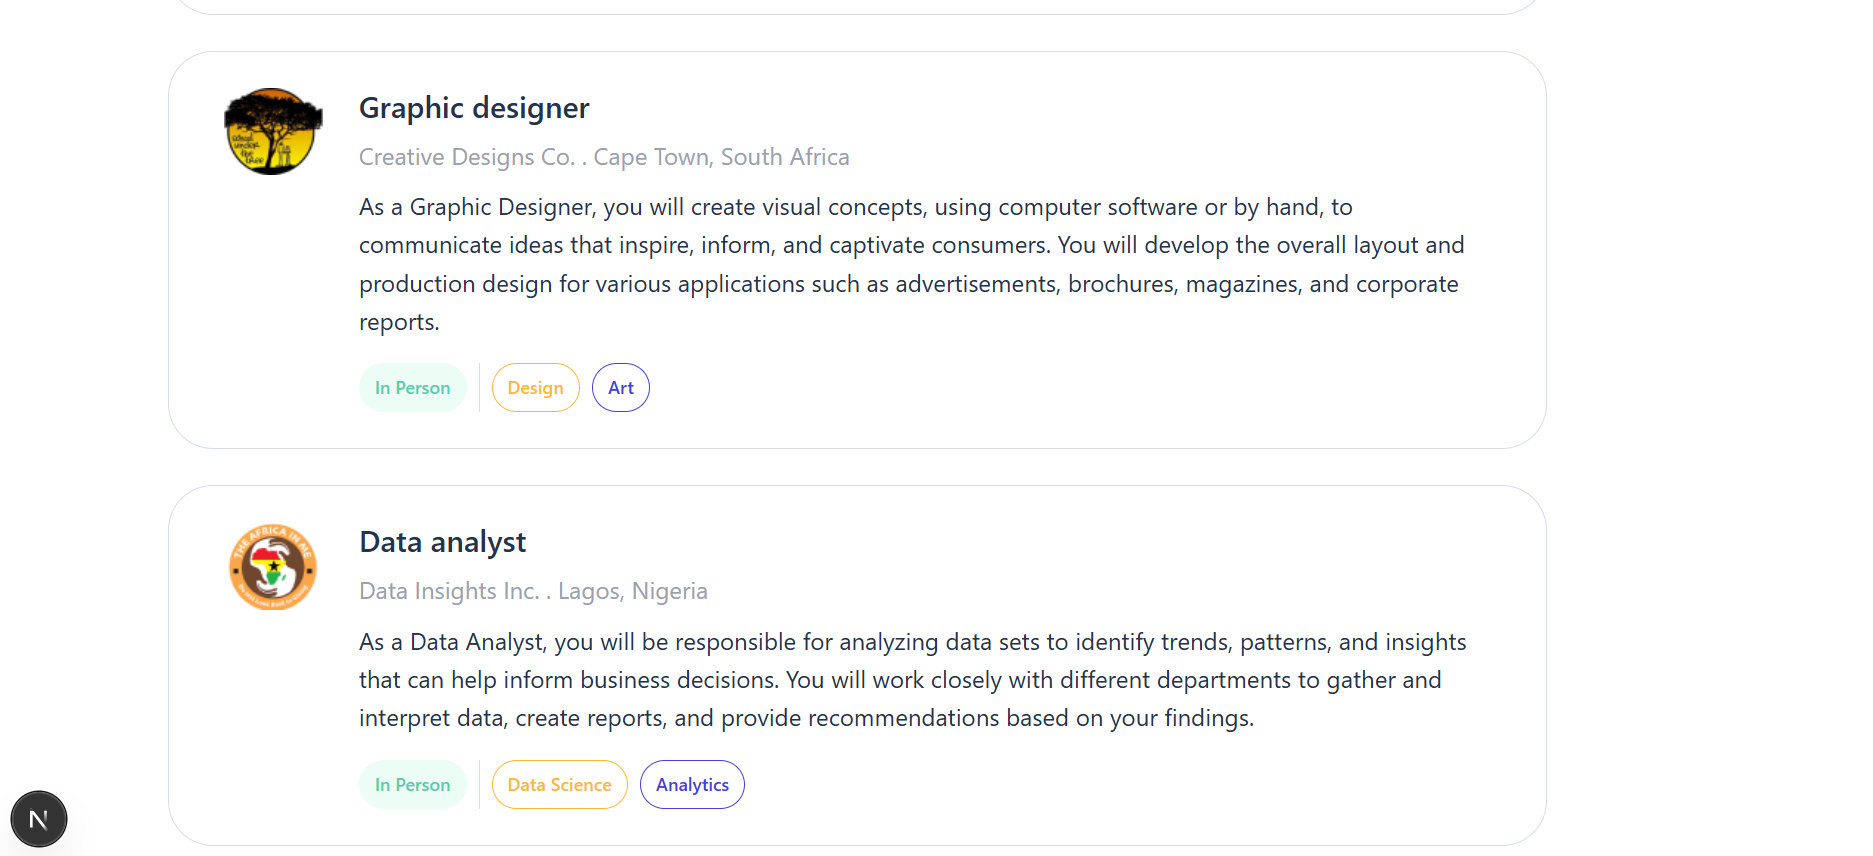 Graphic designer
Creative Designs Co. . Cape Town, South Africa
As a Graphic Designer, you will create visual concepts, using computer software or by hand, to
communicate ideas that inspire, inform, and captivate consumers. You will develop the overall layout and
production design for various applications such as advertisements, brochures, magazines, and corporate
reports.
In Person
Design
Art
THE AFRICA IN ME
Data analyst
Data Insights Inc. . Lagos, Nigeria
As a Data Analyst, you will be responsible for analyzing data sets to identify trends, patterns, and insights
that can help inform business decisions. You will work closely with different departments to gather and
interpret data, create reports, and provide recommendations based on your findings.
In Person
Data Science
Analytics
N